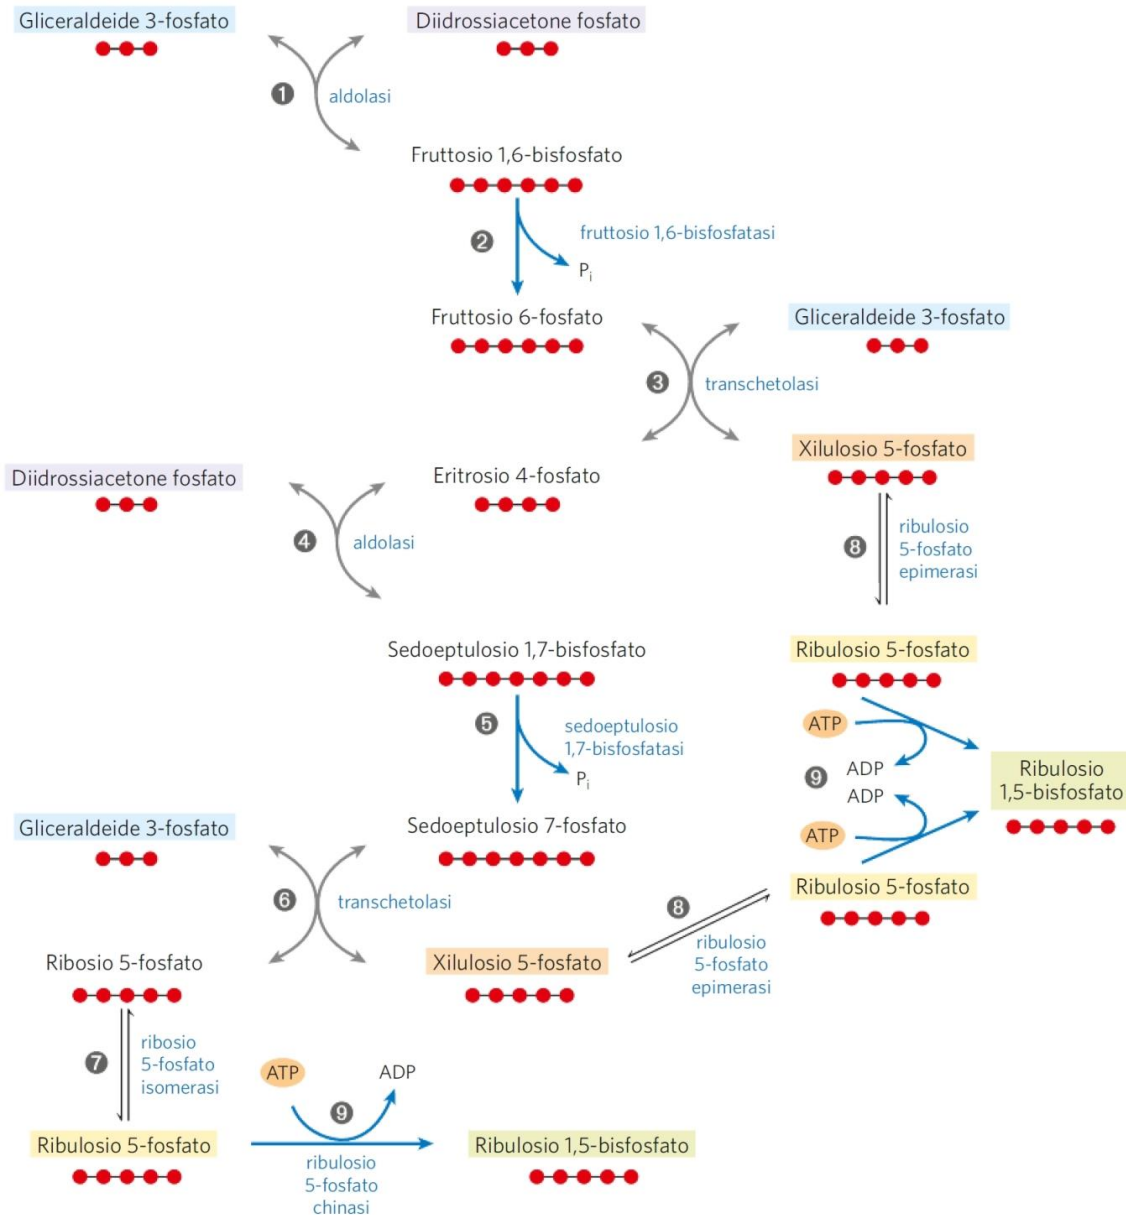 Gliceraldeide 3-fosfato
Diidrossiacetone fosfato
1
aldolasi
Fruttosio 1,6-bisfosfato
2
fruttosio 1,6-bisfosfatasi
Pi
Fruttosio 6-fosfato
Gliceraldeide 3-fosfato
3
transchetolasi
Xilulosio 5-fosfato
Diidrossiacetone fosfato
Eritrosio 4-fosfato
4
aldolasi
8
ribulosio
5-fosfato
epimerasi
Sedoeptulosio 1,7-bisfosfato
Ribulosio 5-fosfato
5
sedoeptulosio
1,7-bisfosfatasi
Pi
ATP
ADP
9
ADP
ATP
Ribulosio
1,5-bisfosfato
Gliceraldeide 3-fosfato
Sedoeptulosio 7-fosfato
Ribulosio 5-fosfato
6
transchetolasi
8
ribulosio
5-fosfato
epimerasi
Ribosio 5-fosfato
Xilulosio 5-fosfato
7
ribosio
5-fosfato
isomerasi
ATP
ADP
9
Ribulosio 5-fosfato
ribulosio
5-fosfato
chinasi
Ribulosio 1,5-bisfosfato